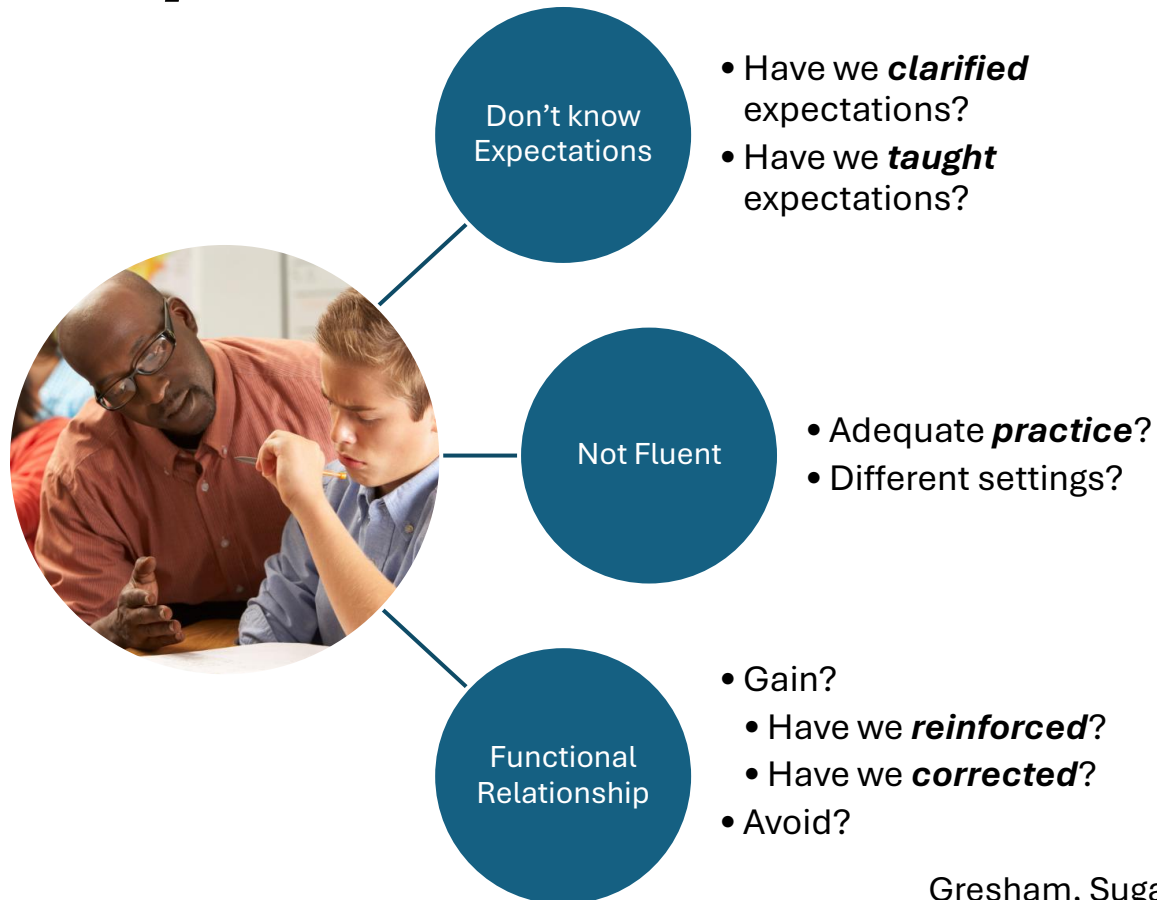 Don't know
Expectations
• Have we clarified
expectations?
• Have we taught
expectations?
Not Fluent
• Adequate practice?
• Different settings?
Functional
Relationship
• Gain?
• Have we reinforced?
• Have we corrected?
• Avoid?
Gresham,